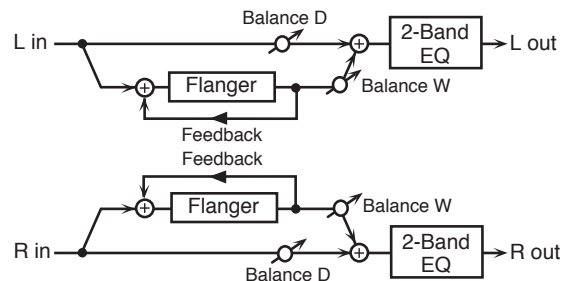 Balance D
L in
2-Band
EQ
L out
Flanger
Balance W
Feedback
Feedback
Flanger
Balance W
R in
2-Band
EQ
R out
Balance D